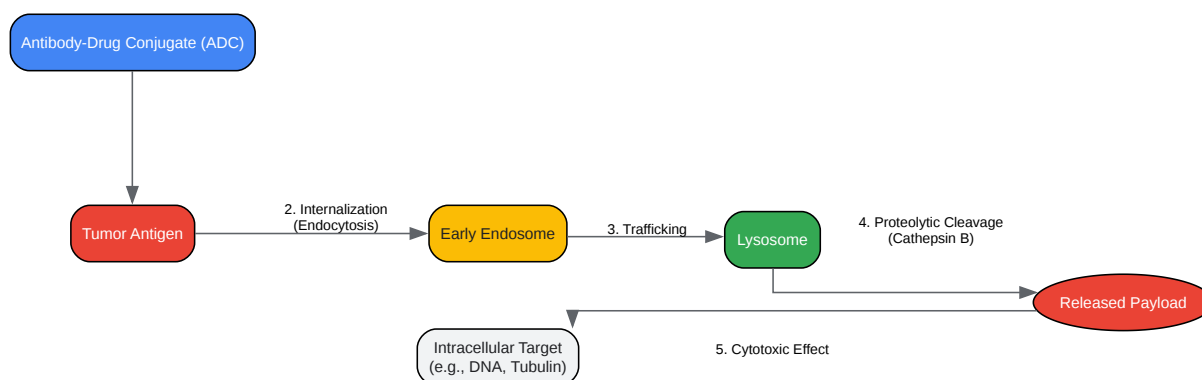 Antibody-Drug Conjugate (ADC)
Tumor Antigen
2. Internalization
(Endocytosis)
Early Endosome
3. Trafficking
Lysosome
4. Proteolytic Cleavage
(Cathepsin B)
Released Payload
Intracellular Target
(e.g., DNA, Tubulin)
5. Cytotoxic Effect